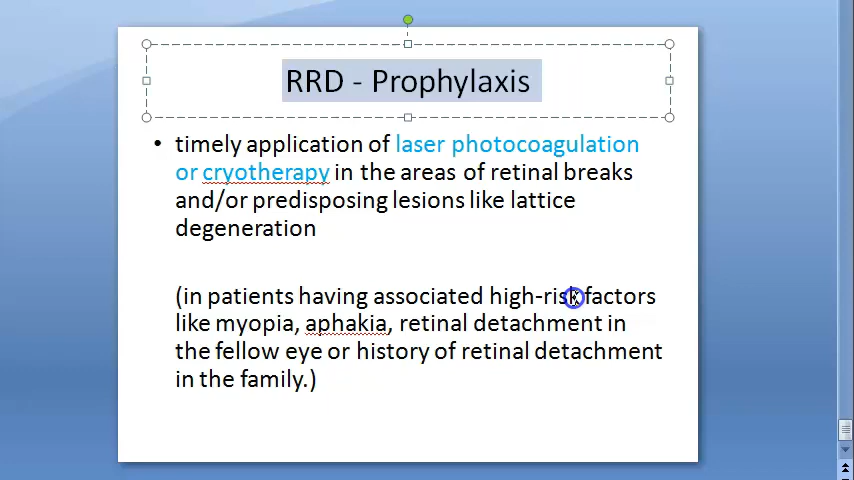 RRD - Prophylaxis
• timely application of laser photocoagulation
or cryotherapy in the areas of retinal breaks
and/or predisposing lesions like lattice
degeneration
(in patients having associated high-risk factors
like myopia, aphakia, retinal detachment in
the fellow eye or history of retinal detachment
in the family.)